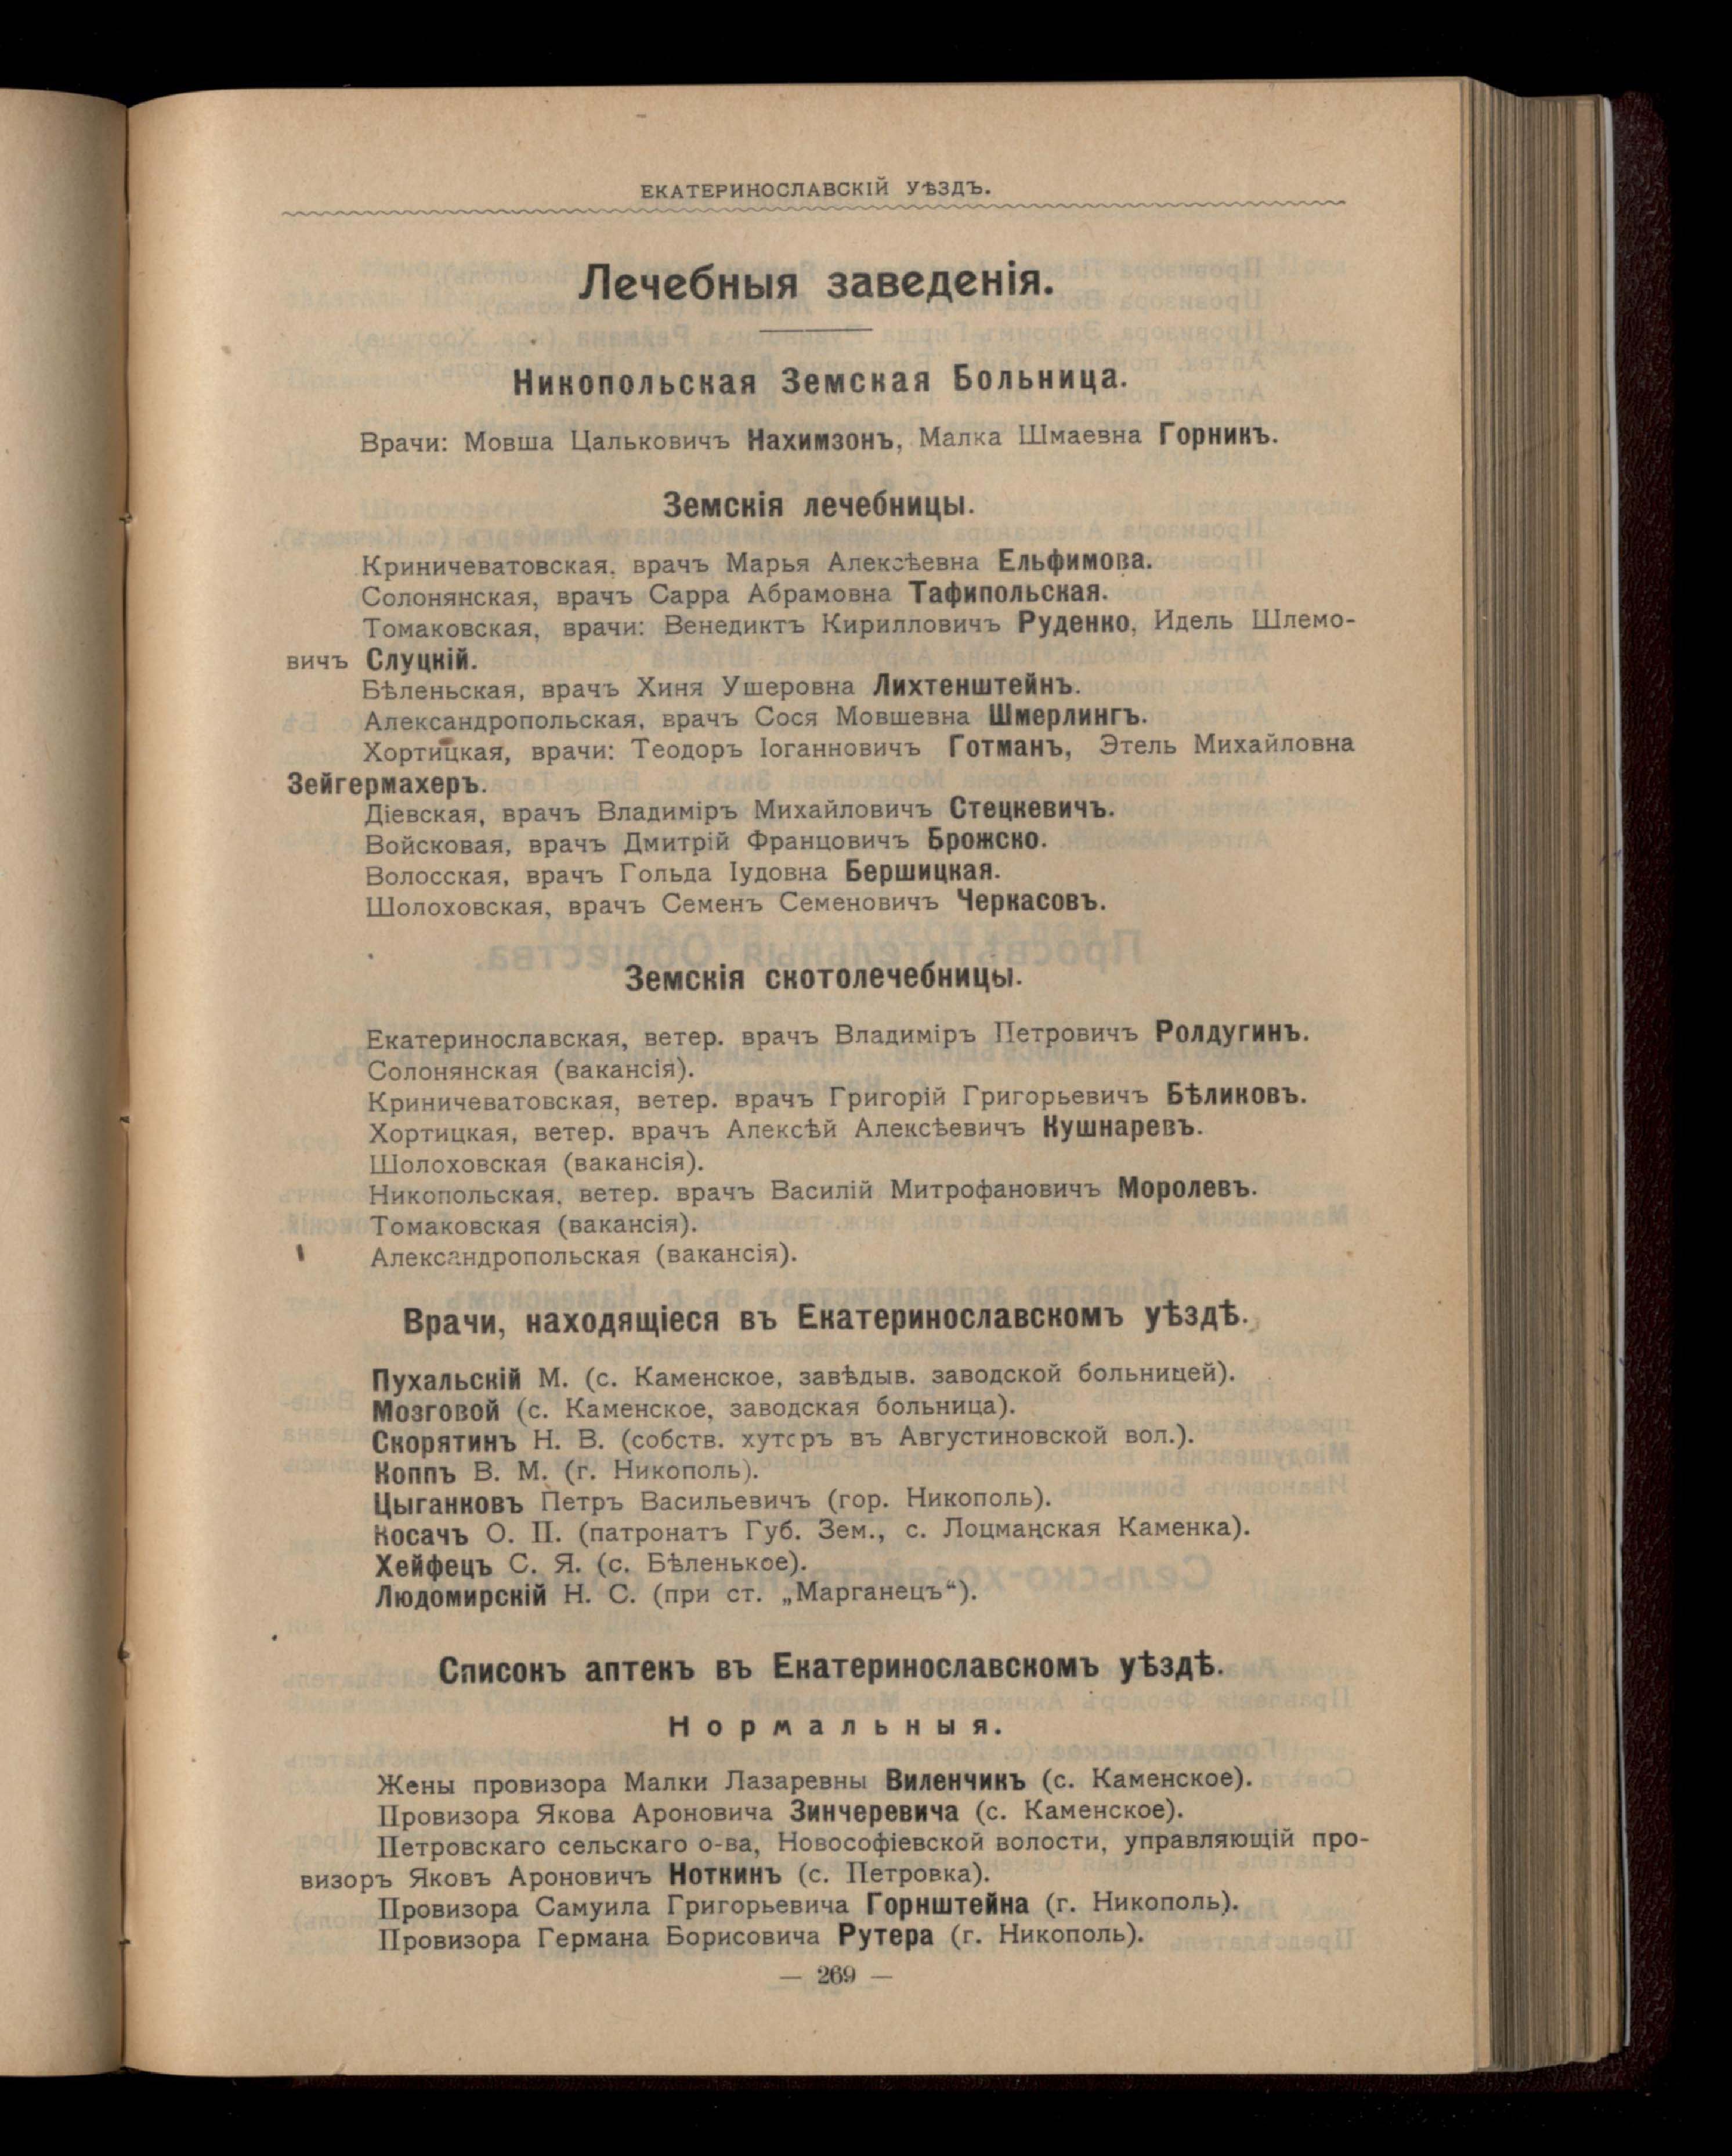 ЕКАТЕРИНОСЛАВСКІЙ УѢЗДЪ.
Лечебныя заведенія.
Никопольская Земская Больница.
Врачи: Мовша Цальковичъ Нахимзонъ, Малка Шмаевна Горникъ.
Земскія лечебницы.
Криничеватовская, врачъ Марья Алексѣевна Ельфимова.
Солонянская, врачъ Сарра Абрамовна Тафипольская.
Томаковская, врачи: Венедиктъ Кирилловичъ Руденко, Идель Шлемо-
вичъ Слуцкій.
Бѣленьская, врачъ Хиня Ушеровна Лихтенштейнъ.
Александропольская, врачъ Сося Мовшевна Шмерлингъ.
Хортицкая, врачи: Теодоръ Іоганновичъ Готманъ, Этель Михайловна
Зейгермахеръ.
Діевская, врачъ Владиміръ Михайловичъ Стецкевичъ.
Войсковая, врачъ Дмитрій Францовичъ Брожско.
Волосская, врачъ Гольда Іудовна Бершицкая.
Шолоховская, врачъ Семенъ Семеновичъ Черкасовъ.
Земскія скотолечебницы.
Екатеринославская, ветер. врачъ Владиміръ Петровичъ Ролдугинъ.
Солонянская (вакансія).
Криничеватовская, ветер. врачъ Григорій Григорьевичъ Бѣликовъ.
Хортицкая, ветер. врачъ Алексѣй Алексѣевичъ Кушнаревъ.
Шолоховская (вакансія).
Никопольская, ветер. врачъ Василій Митрофановичъ Моролевъ.
Томаковская (вакансія).
Александропольская (вакансія).
Врачи, находящіеся въ Екатеринославскомъ уѣздѣ.
Пухальскій М. (с. Каменское, завѣдыв. заводской больницей).
Мозговой (с. Каменское, заводская больница).
Скорятинъ Н. В. (собств. хуторъ въ Августиновской вол.).
Коппъ В. М. (г. Никополь).
Цыганковъ Петръ Васильевичъ (гор. Никополь).
Косачъ О. П. (патронатъ Губ. Зем., с. Лоцманская Каменка).
Хейфецъ С. Я. (с. Бѣленькое).
Людомирскій Н. С. (при ст. „Марганецъ“).
Списокъ аптекъ въ Екатеринославскомъ уѣздѣ.
Нормальныя.
Жены провизора Малки Лазаревны Виленчикъ (с. Каменское).
Провизора Якова Ароновича Зинчеревича (с. Каменское).
Петровскаго сельскаго о-ва, Новософіевской волости, управляющій про-
визоръ Яковъ Ароновичъ Ноткинъ (с. Петровка).
Провизора Самуила Григорьевича Горнштейна (г. Никополь).
Провизора Германа Борисовича Рутера (г. Никополь).
— 269 —